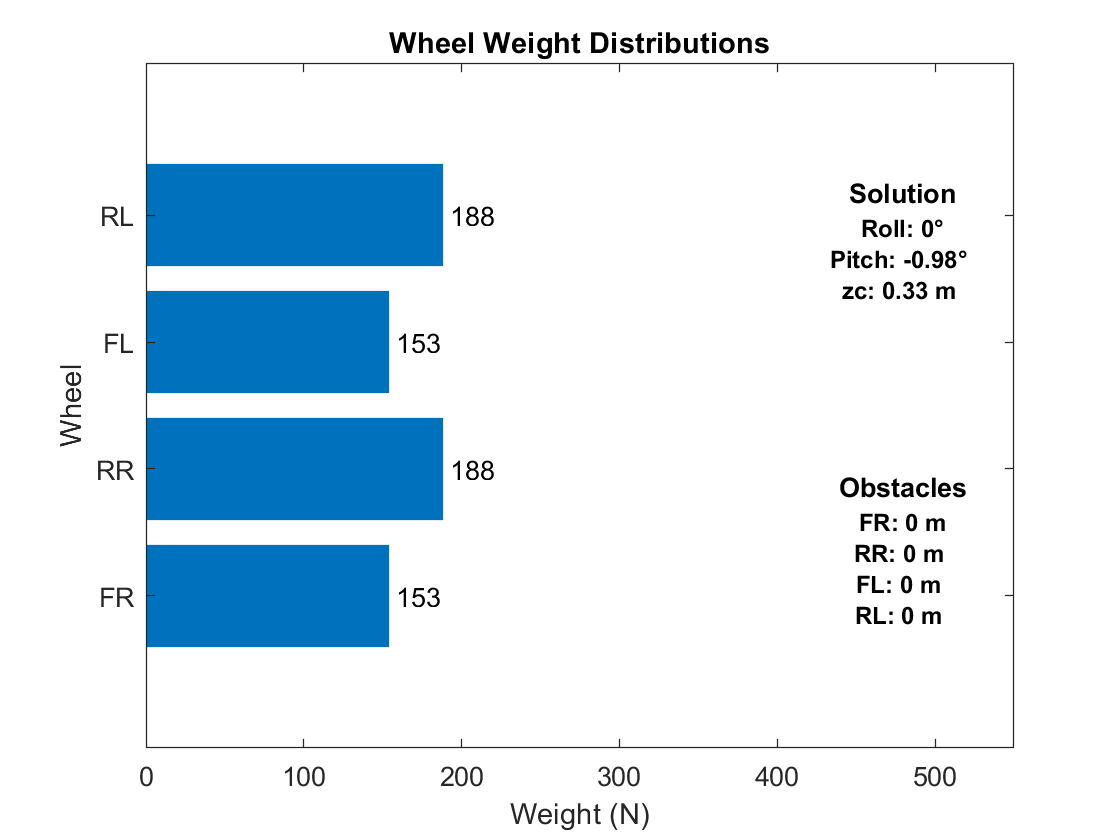 Wheel Weight Distributions
RL
188
FL
153
RR
188
FR
153
Wheel
Solution
Roll: 0°
Pitch: -0.98°
zc: 0.33 m
Obstacles
FR: 0 m
RR: 0 m
FL: 0 m
RL: 0 m
0 100 200 300 400 500
Weight (N)